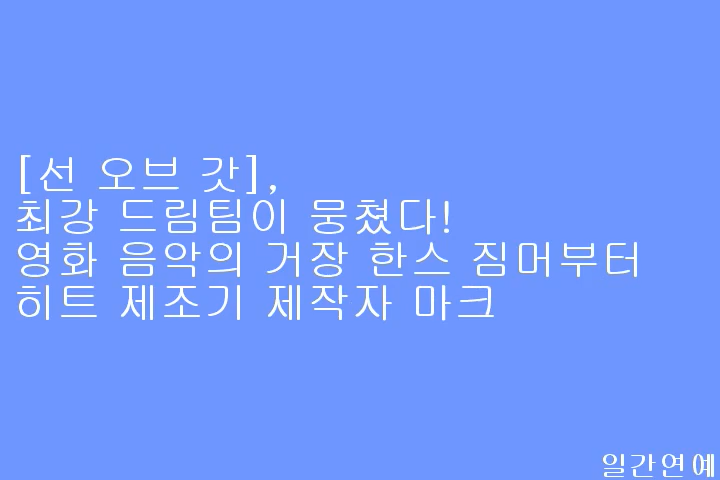 [선 오브 갓],
최강 드림팀이 뭉쳤다!
영화 음악의 거장 한스 짐머부터
히트 제조기 제작자 마크
일간연예